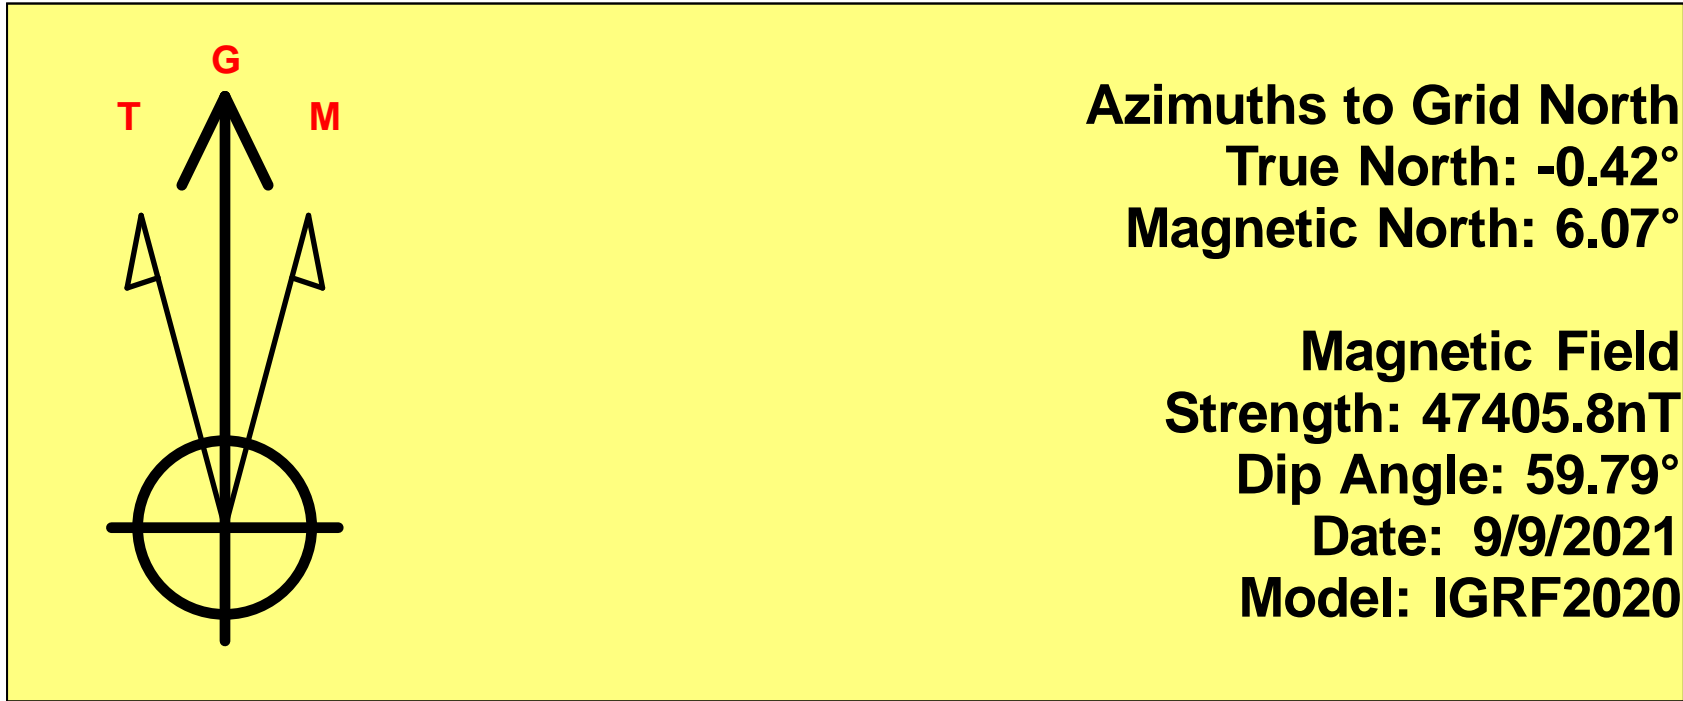 G
T
M
Azimuths to Grid North
True North: -0.42°
Magnetic North: 6.07°
Magnetic Field
Strength: 47405.8nT
Dip Angle: 59.79°
Date: 9/9/2021
Model: IGRF2020